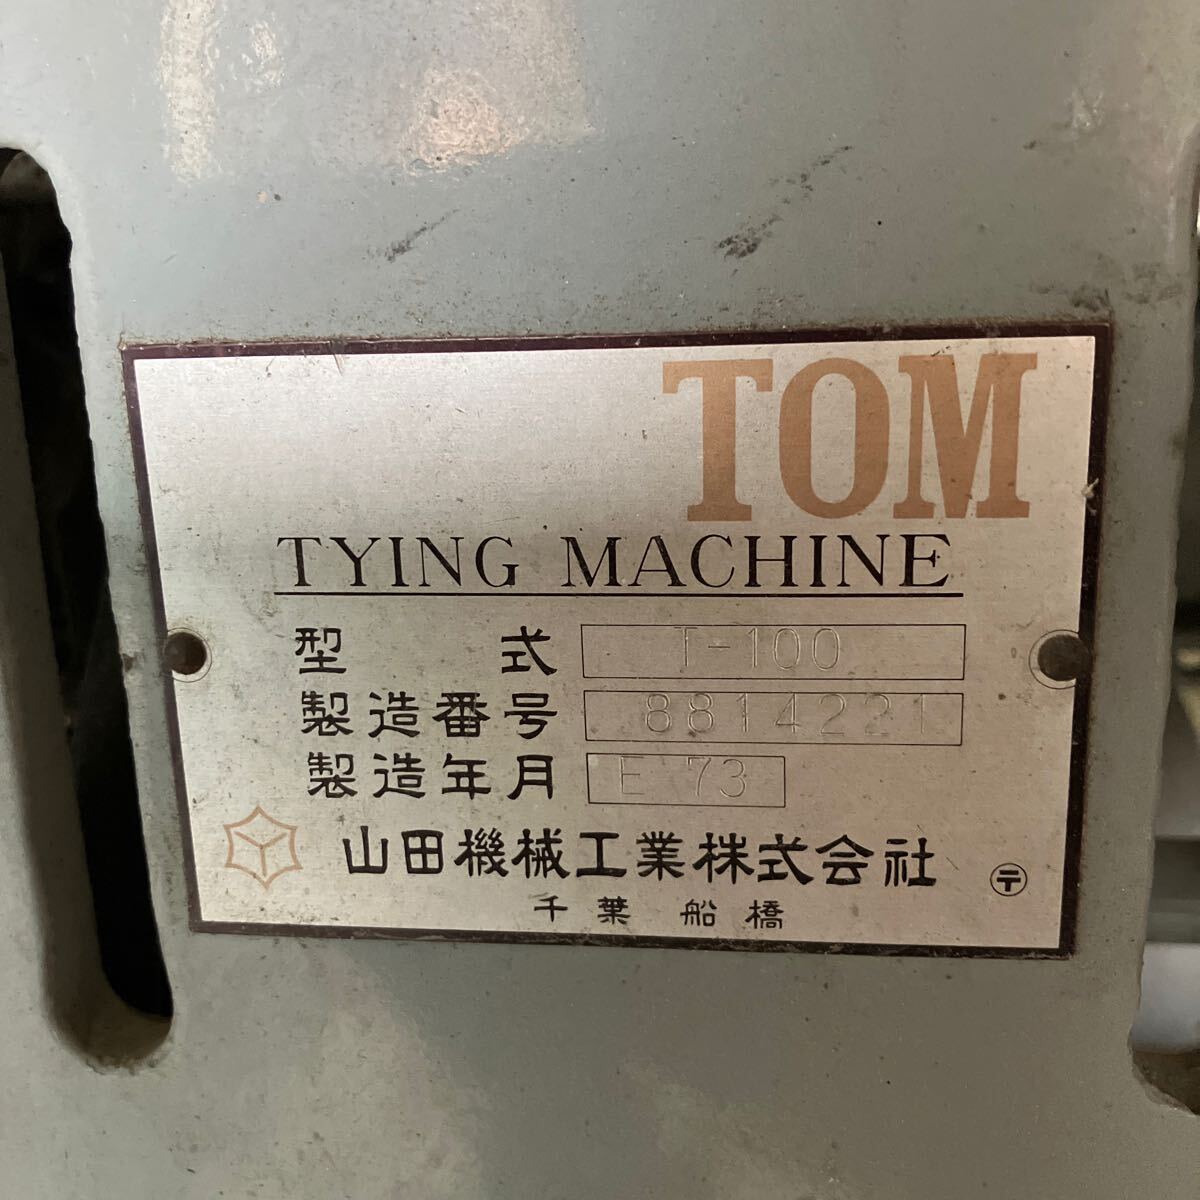 TOM
TYING MACHINE
型式 T-100
製造番号 8814221
製造年月 E 73
山田機械工業株式会社 〒
千葉 船橋